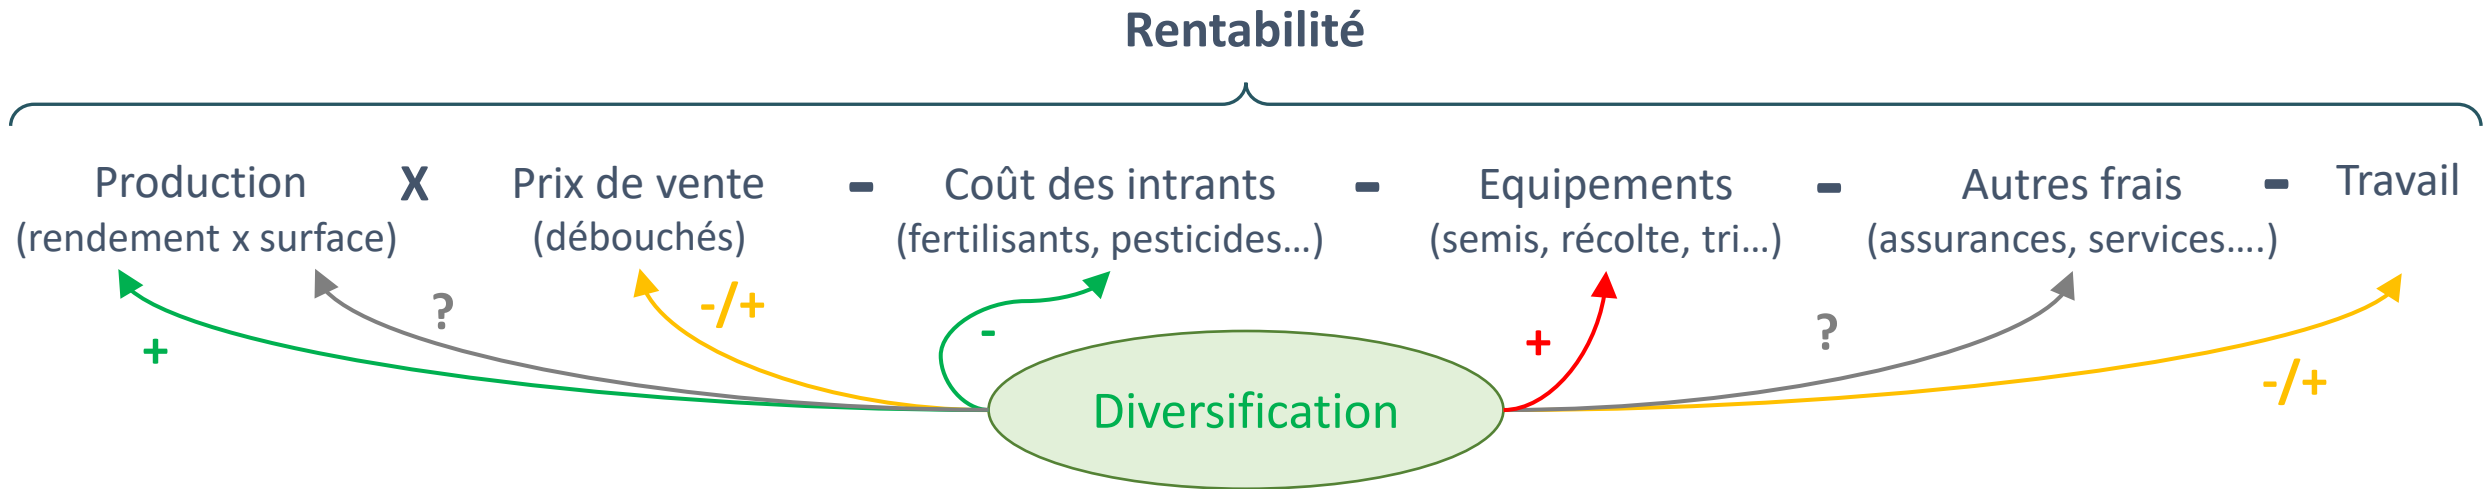 Rentabilité
Production X Prix de vente - Coût des intrants - Equipements - Autres frais - Travail
(rendement x surface) (débouchés) (fertilisants, pesticides...) (semis, récolte, tri...) (assurances, services....)
+ ? -/+ - + ? -/+
Diversification